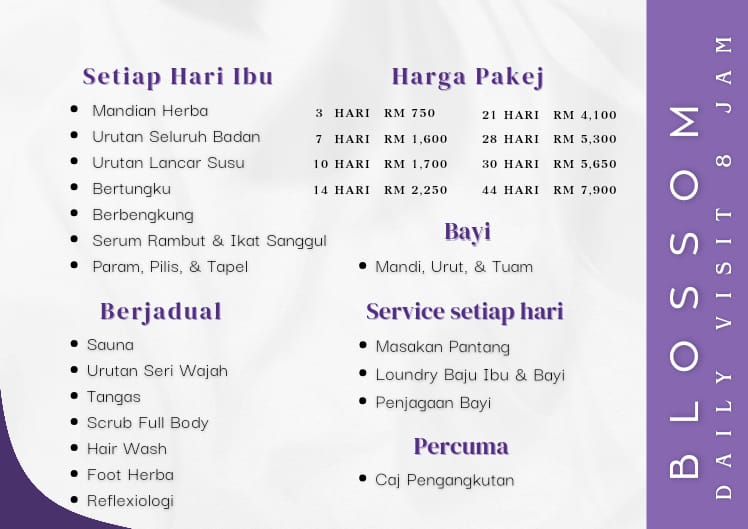 Setiap Hari Ibu
Mandian Herba
Urutan Seluruh Badan
Urutan Lancar Susu
Bertungku
Berbengkung
Serum Rambut & Ikat Sanggul
Param, Pilis, & Tapel
Berjadual
Sauna
Urutan Seri Wajah
Tangas
Scrub Full Body
Hair Wash
Foot Herba
Reflexiologi
Harga Pakej
3 HARI RM 750
7 HARI RM 1,600
10 HARI RM 1,700
14 HARI RM 2,250
21 HARI RM 4,100
28 HARI RM 5,300
30 HARI RM 5,650
44 HARI RM 7,900
Bayi
Mandi, Urut, & Tuam
Service setiap hari
Masakan Pantang
Loundry Baju Ibu & Bayi
Penjagaan Bayi
Percuma
Caj Pengangkutan
BLOSSOM
DAILY VISIT 8 JAM